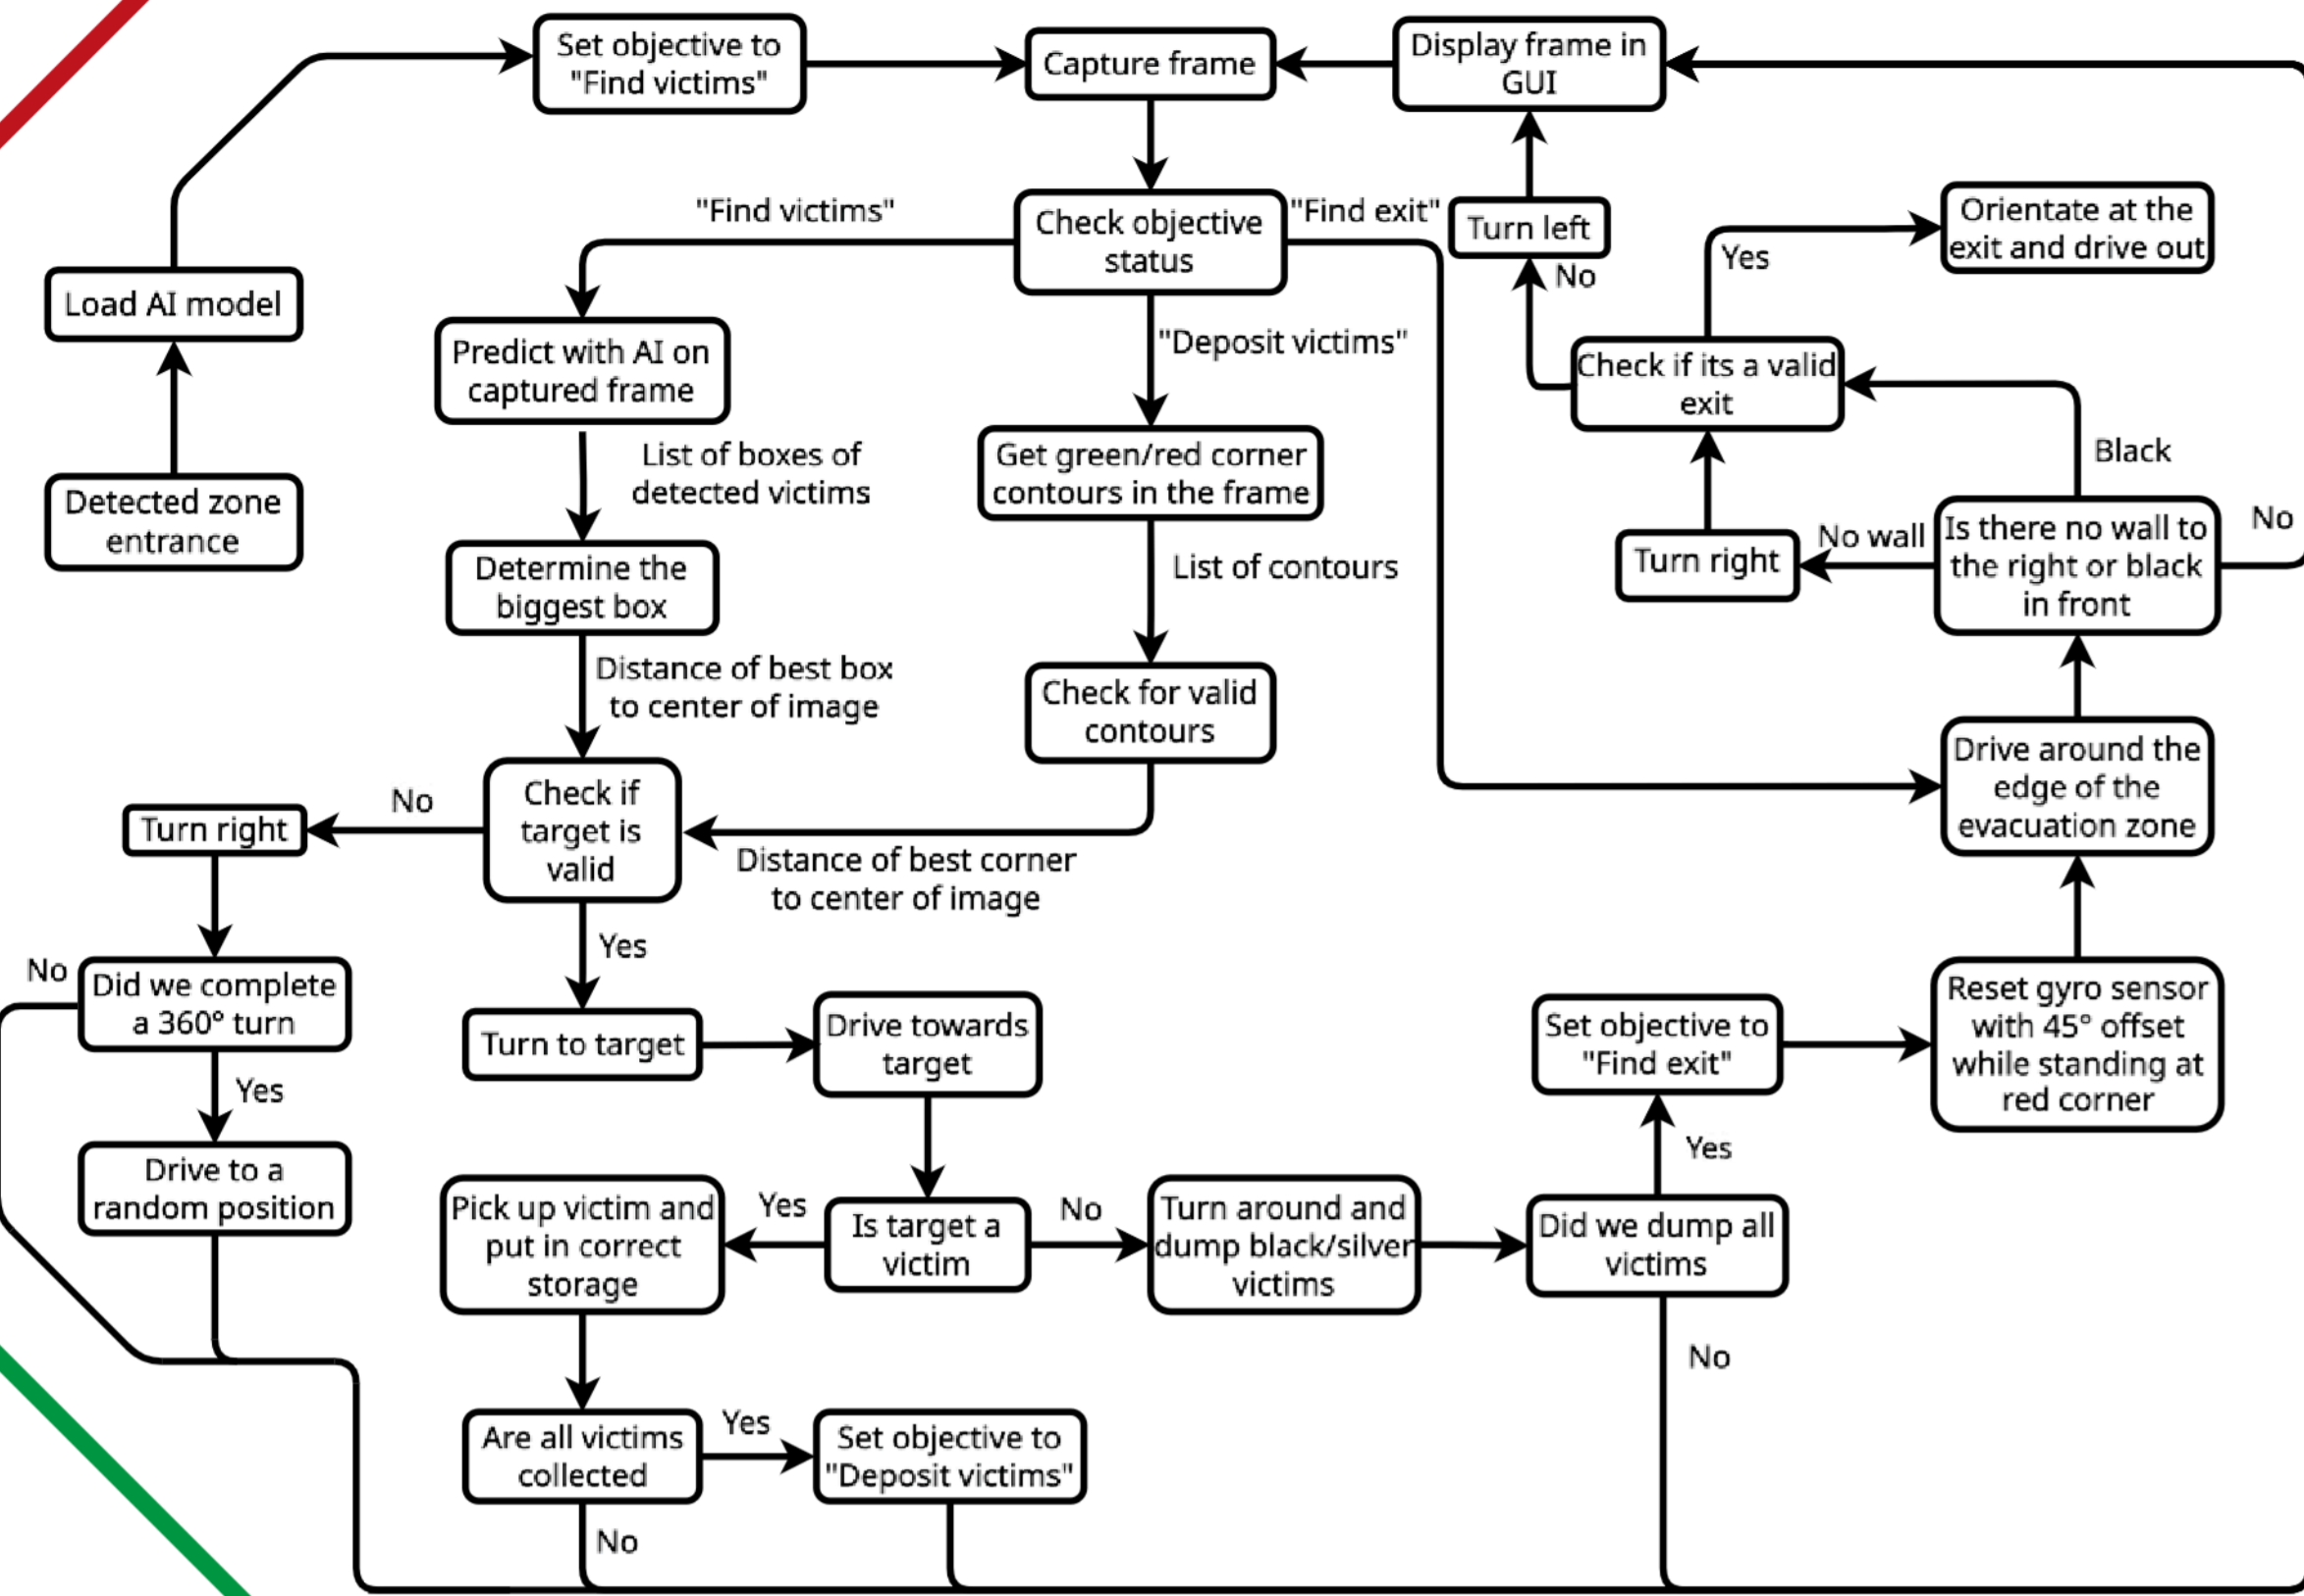 Set objective to
"Find victims"
Capture frame
Display frame in
GUI
"Find victims"
Check objective
status
"Find exit"
Turn left
Orientate at the
exit and drive out
Yes
No
Load AI model
Predict with AI on
captured frame
"Deposit victims"
Check if its a valid
exit
Black
List of boxes of
detected victims
Get green/red corner
contours in the frame
Detected zone
entrance
No wall
Is there no wall to
the right or black
in front
No
Turn right
Determine the
biggest box
List of contours
Distance of best box
to center of image
Check for valid
contours
Drive around the
edge of the
evacuation zone
Turn right
No
Check if
target is
valid
Distance of best corner
to center of image
Yes
No
Did we complete
a 360° turn
Turn to target
Drive towards
target
Set objective to
"Find exit"
Reset gyro sensor
with 45° offset
while standing at
red corner
Yes
Yes
Drive to a
random position
Pick up victim and
put in correct
storage
Yes
Is target a
victim
No
Turn around and
dump black/silver
victims
Did we dump all
victims
No
Are all victims
collected
Yes
Set objective to
"Deposit victims"
No